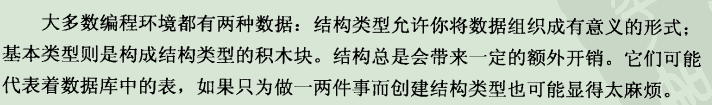 大多数编程环境都有两种数据：结构类型允许你将数据组织成有意义的形式；
基本类型则是构成结构类型的积木块。结构总是会带来一定的额外开销。它们可能
代表着数据库中的表，如果只为做一两件事而创建结构类型也可能显得太麻烦。